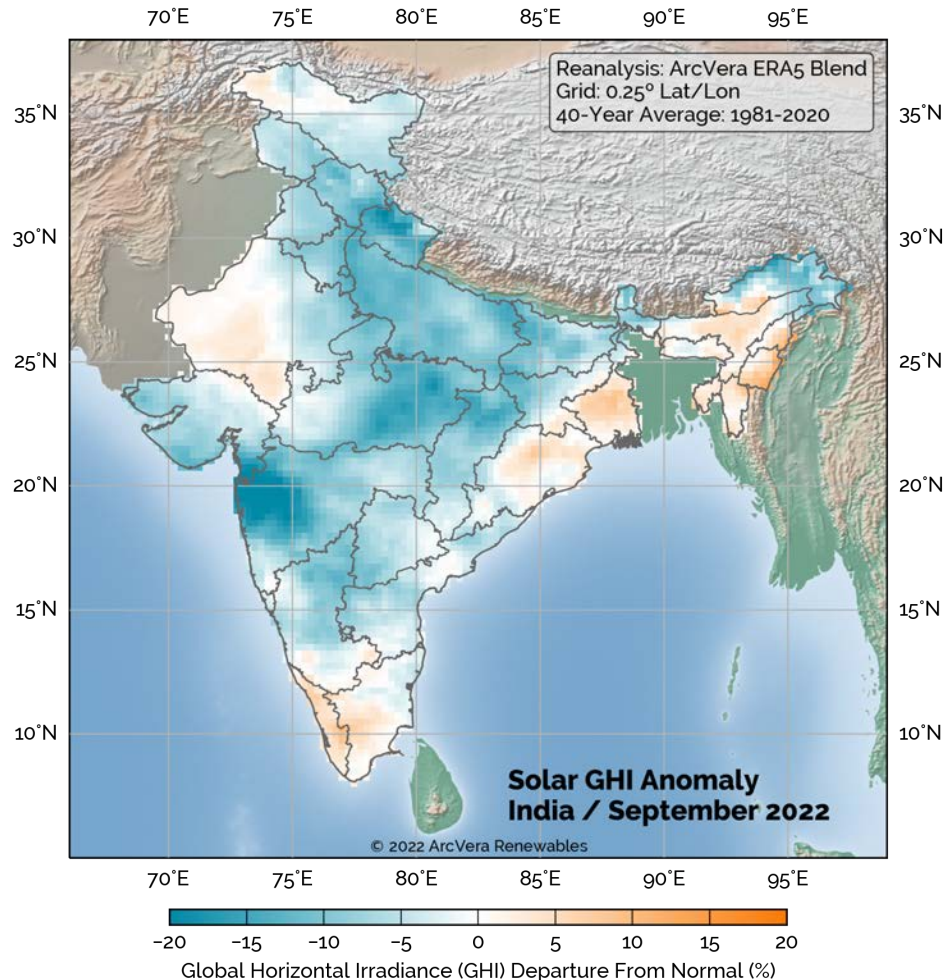 70°E 75°E 80°E 85°E 90°E 95°E
Reanalysis: ArcVera ERA5 Blend
Grid: 0.25º Lat/Lon
40-Year Average: 1981-2020
35°N 35°N
30°N 30°N
25°N 25°N
20°N 20°N
15°N 15°N
10°N 10°N
Solar GHI Anomaly
India / September 2022
© 2022 ArcVera Renewables
70°E 75°E 80°E 85°E 90°E 95°E
−20 −15 −10 −5 0 5 10 15 20
Global Horizontal Irradiance (GHI) Departure From Normal (%)